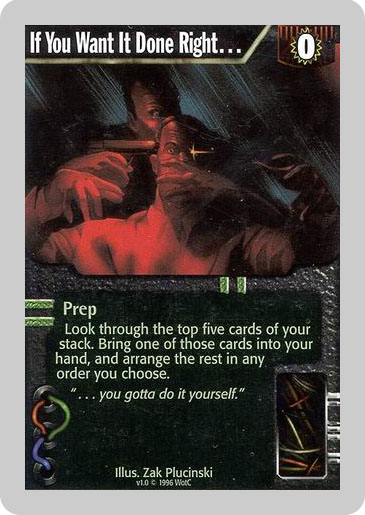 If You Want It Done Right...
0
Prep
Look through the top five cards of your
stack. Bring one of those cards into your
hand, and arrange the rest in any
order you choose.
“. . . you gotta do it yourself.”
Illus. Zak Plucinski
v1.0 © 1996 WotC